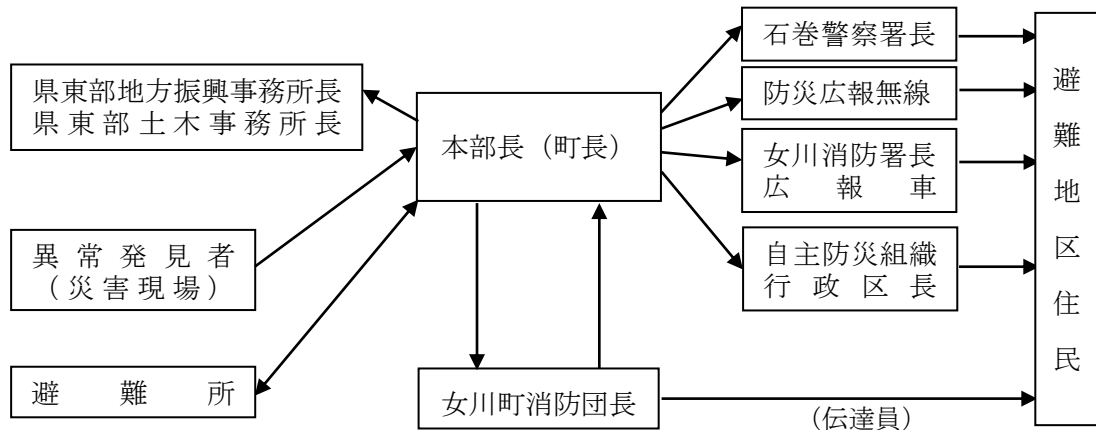 県東部地方振興事務所長
県東部土木事務所長
異常発見者
（災害現場）
避難所
本部長（町長）
女川町消防団長
石巻警察署長
防災広報無線
女川消防署長
広報車
自主防災組織
行政区長
（伝達員）
避難地区住民